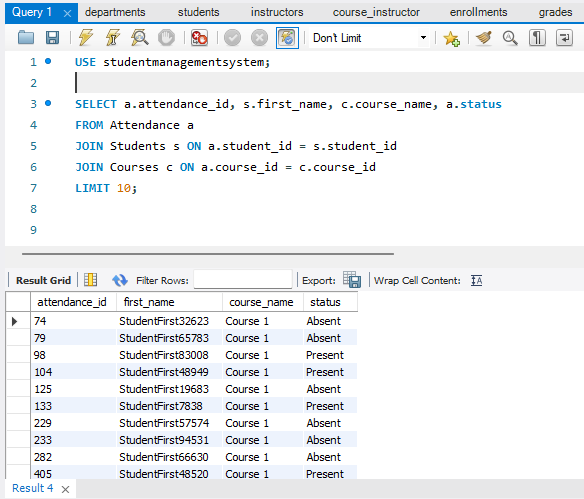 Query 1 departments students instructors course_instructor enrollments grades
Don't Limit
1 USE studentmanagementsystem;
2
3 SELECT a.attendance_id, s.first_name, c.course_name, a.status
4 FROM Attendance a
5 JOIN Students s ON a.student_id = s.student_id
6 JOIN Courses c ON a.course_id = c.course_id
7 LIMIT 10;
8
9
Result Grid Filter Rows: Export: Wrap Cell Content:
attendance_id first_name course_name status
74 StudentFirst32623 Course 1 Absent
79 StudentFirst65783 Course 1 Absent
98 StudentFirst83008 Course 1 Present
104 StudentFirst48949 Course 1 Present
125 StudentFirst19683 Course 1 Absent
133 StudentFirst7838 Course 1 Present
229 StudentFirst57574 Course 1 Absent
233 StudentFirst94531 Course 1 Absent
282 StudentFirst66630 Course 1 Absent
405 StudentFirst48520 Course 1 Present
Result 4